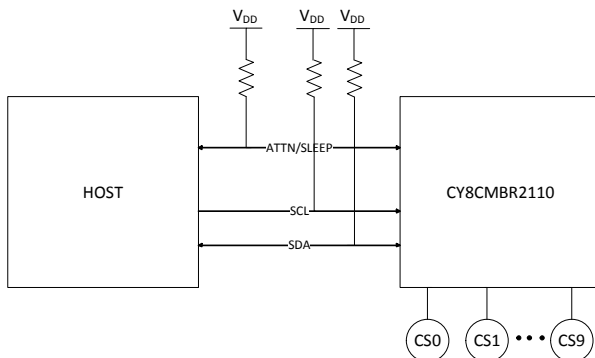 VDD VDD VDD
ATTN/SLEEP
HOST CY8CMBR2110
SCL
SDA
CS0 CS1 ••• CS9